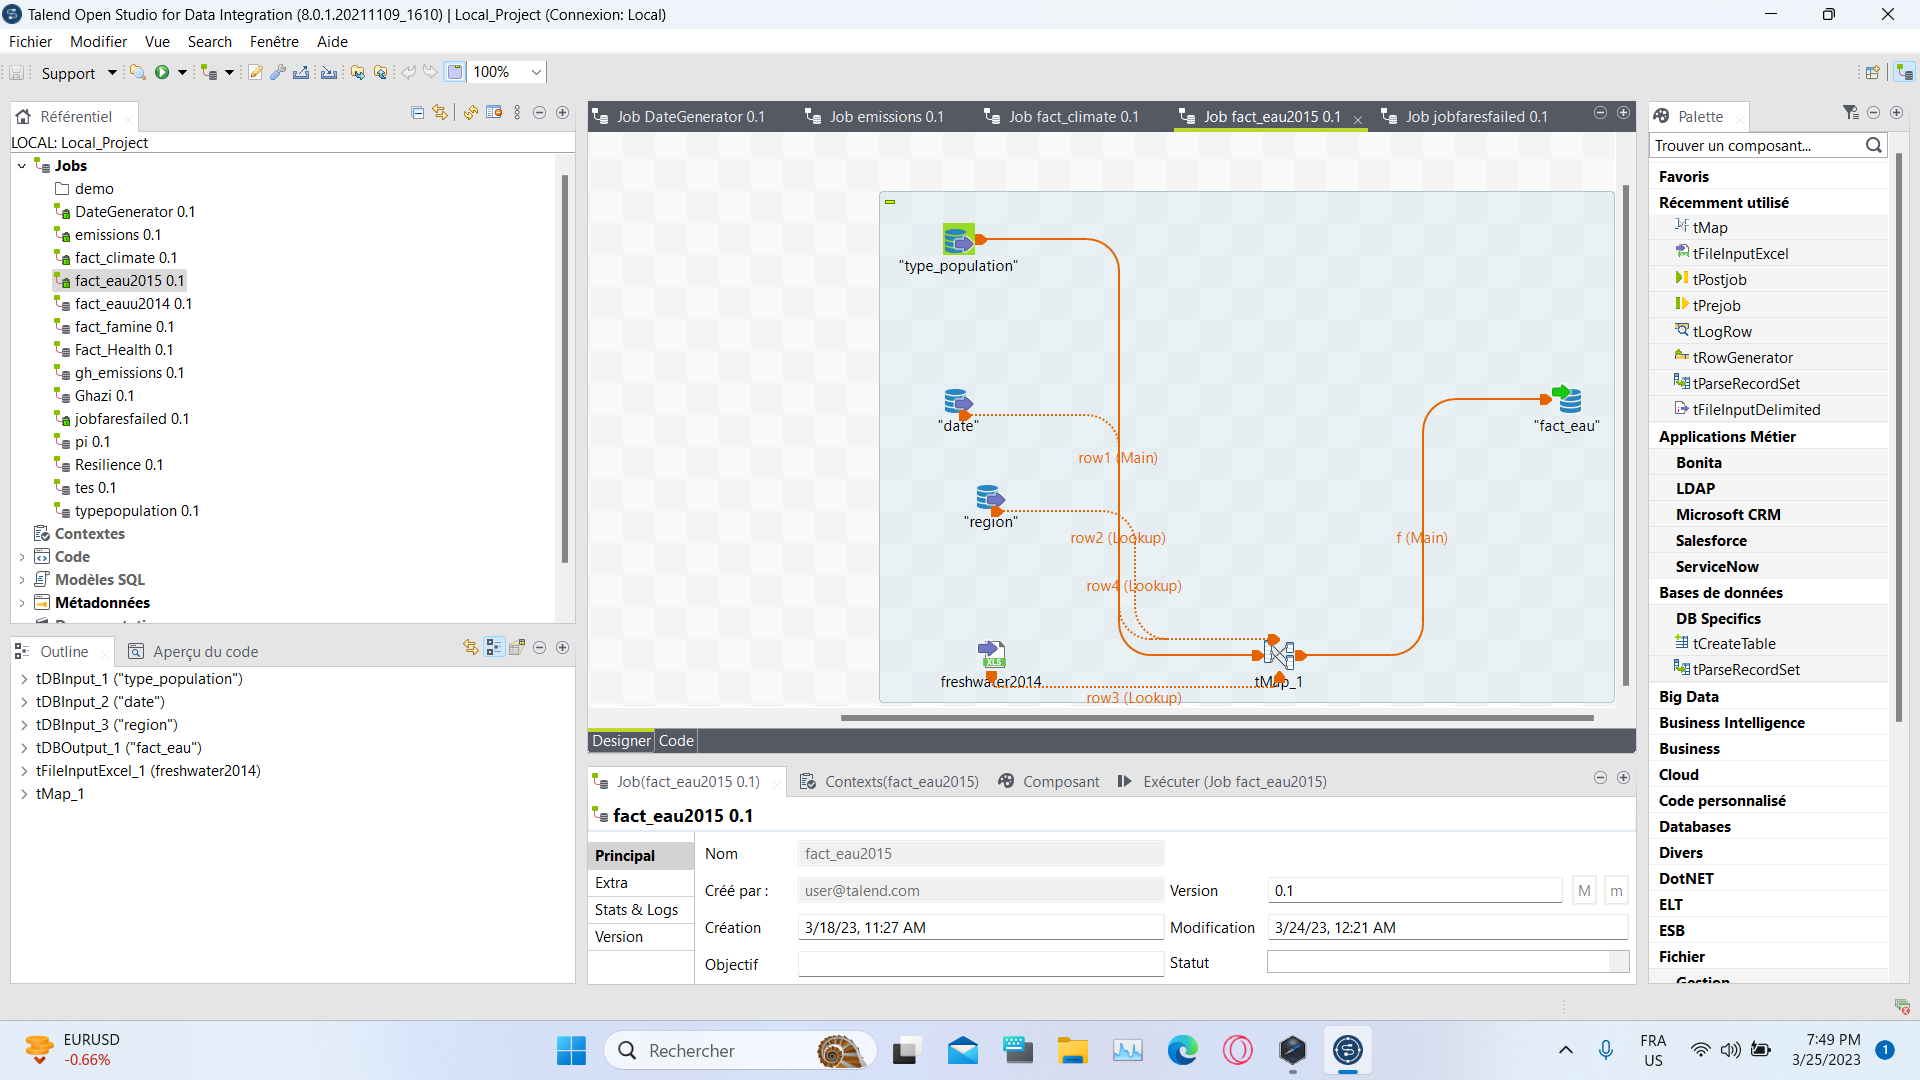 Talend Open Studio for Data Integration (8.0.1.20211109_1610) | Local_Project (Connexion: Local)
Fichier Modifier Vue Search Fenêtre Aide
Support 100%
Référentiel
LOCAL: Local_Project
Jobs
demo
DateGenerator 0.1
emissions 0.1
fact_climate 0.1
fact_eau2015 0.1
fact_eauu2014 0.1
fact_famine 0.1
Fact_Health 0.1
gh_emissions 0.1
Ghazi 0.1
jobfaresfailed 0.1
pi 0.1
Resilience 0.1
tes 0.1
typepopulation 0.1
Contextes
Code
Modèles SQL
Métadonnées
Outline Aperçu du code
tDBInput_1 ("type_population")
tDBInput_2 ("date")
tDBInput_3 ("region")
tDBOutput_1 ("fact_eau")
tFileInputExcel_1 (freshwater2014)
tMap_1
Job DateGenerator 0.1 Job emissions 0.1 Job fact_climate 0.1 Job fact_eau2015 0.1 Job jobfaresfailed 0.1
"type_population"
"date"
"fact_eau"
row1 (Main)
"region"
row2 (Lookup)
f (Main)
row4 (Lookup)
XLS
freshwater2014
tMap_1
row3 (Lookup)
Designer Code
Job(fact_eau2015 0.1) Contexts(fact_eau2015) Composant Exécuter (Job fact_eau2015)
fact_eau2015 0.1
Principal
Extra
Stats & Logs
Version
Nom fact_eau2015
Créé par : user@talend.com Version 0.1 M m
Création 3/18/23, 11:27 AM Modification 3/24/23, 12:21 AM
Objectif Statut
Palette
Trouver un composant...
Favoris
Récemment utilisé
tMap
tFileInputExcel
tPostjob
tPrejob
tLogRow
tRowGenerator
tParseRecordSet
tFileInputDelimited
Applications Métier
Bonita
LDAP
Microsoft CRM
Salesforce
ServiceNow
Bases de données
DB Specifics
tCreateTable
tParseRecordSet
Big Data
Business Intelligence
Business
Cloud
Code personnalisé
Databases
Divers
DotNET
ELT
ESB
Fichier
Gestion
EURUSD
-0.66%
Rechercher
FRA
US
7:49 PM
3/25/2023
1